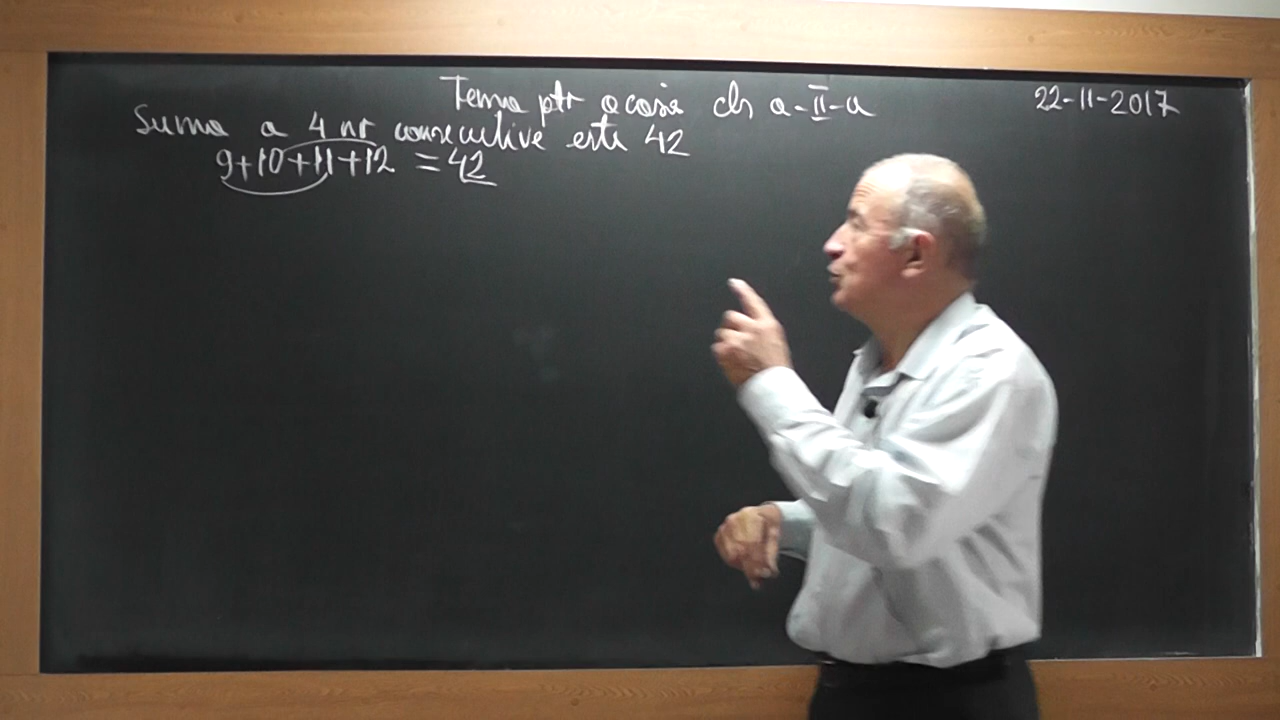 Tema ptr acasă cls a-II-a
22-11-2017
Suma a 4 nr consecutive este 42
9+10+11+12 = 42